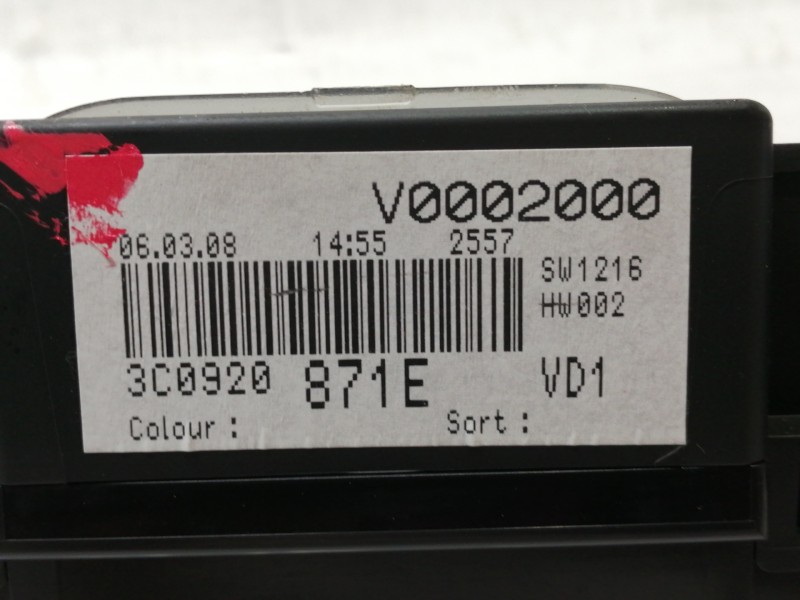 V0002000
06.03.08 14:55 2557
SW1216
HW002
3C0920 871E VD1
Colour : Sort :